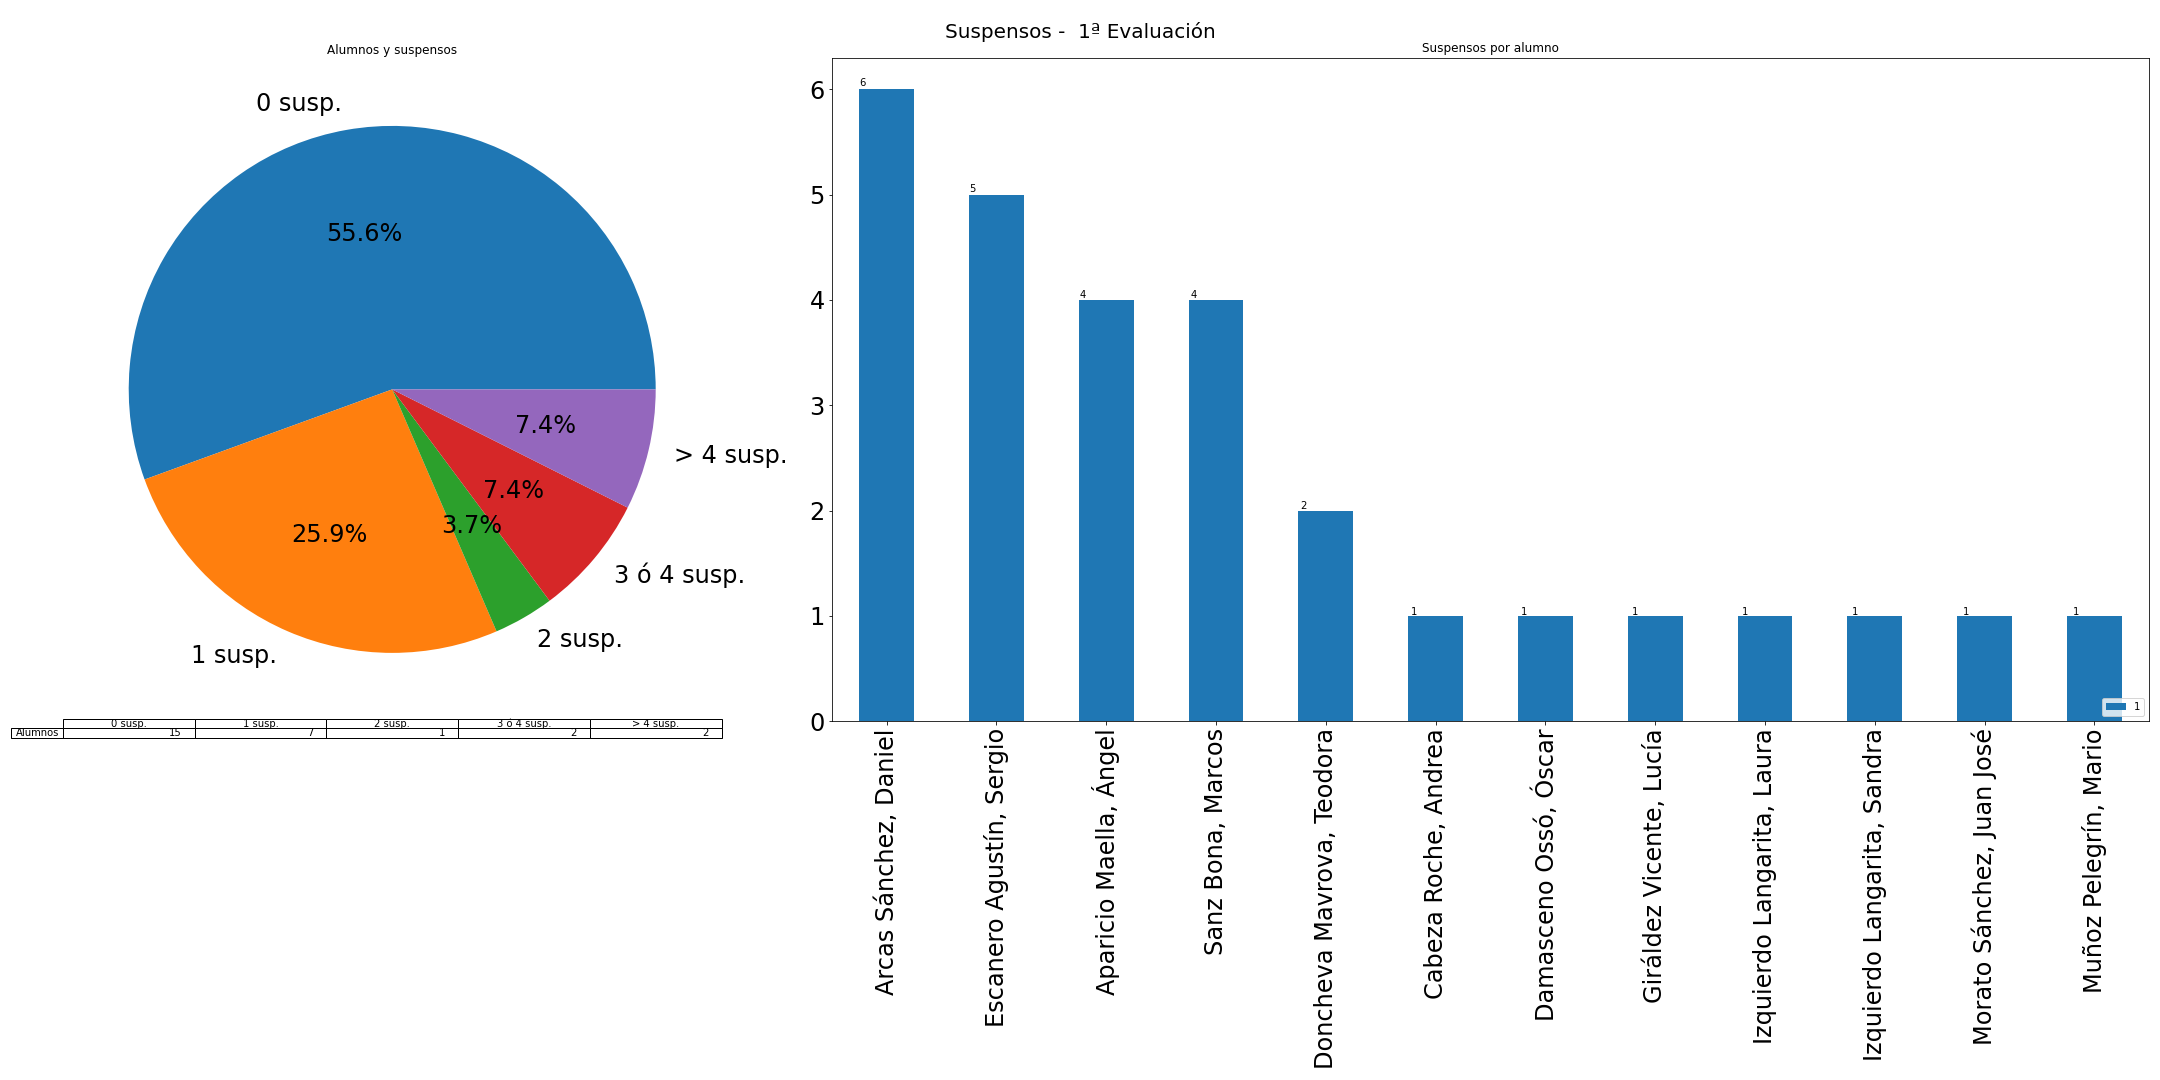 Suspensos -  1ª Evaluación
Alumnos y suspensos
0 susp.
55.6%
7.4%
> 4 susp.
7.4%
3.7%
25.9%
3 ó 4 susp.
2 susp.
1 susp.
0 susp. 1 susp. 2 susp. 3 ó 4 susp. > 4 susp.
Alumnos 15 7 1 2 2
Suspensos por alumno
6
5
4
3
2
1
0
6
5
4
4
2
1
1
1
1
1
1
1
1
Arcas Sánchez, Daniel
Escanero Agustín, Sergio
Aparicio Maella, Ángel
Sanz Bona, Marcos
Doncheva Mavrova, Teodora
Cabeza Roche, Andrea
Damasceno Ossó, Óscar
Giráldez Vicente, Lucía
Izquierdo Langarita, Laura
Izquierdo Langarita, Sandra
Morato Sánchez, Juan José
Muñoz Pelegrín, Mario